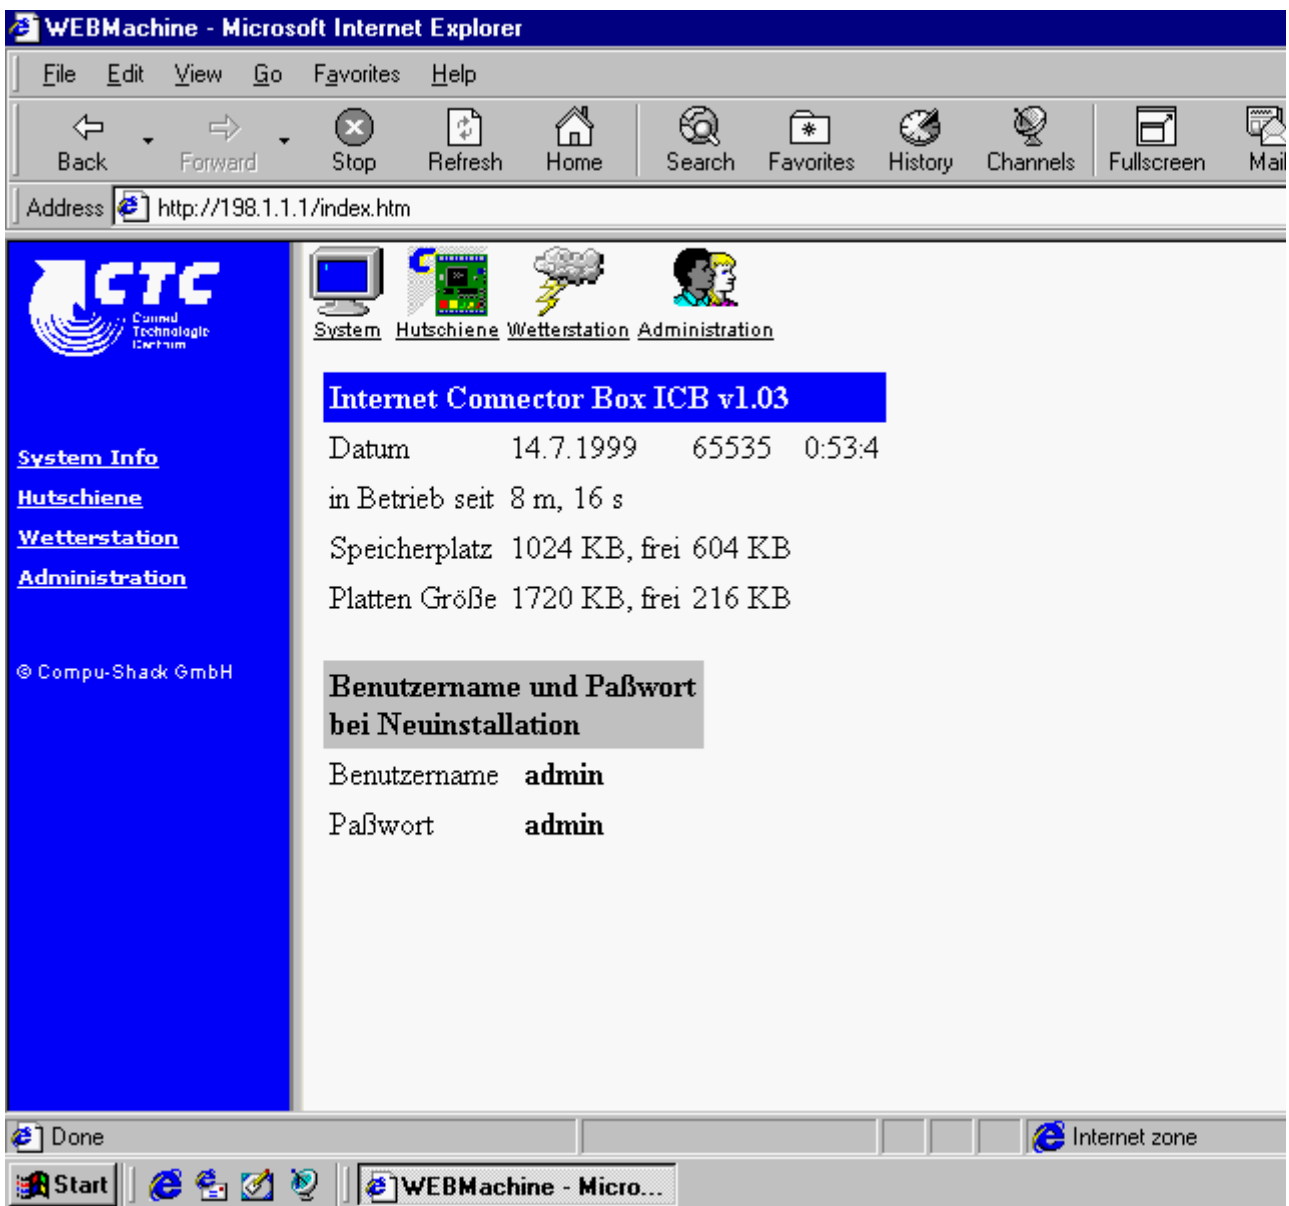 WEBMachine - Microsoft Internet Explorer
File Edit View Go Favorites Help
Back Forward Stop Refresh Home Search Favorites History Channels Fullscreen Mail
Address http://198.1.1.1/index.htm
CTC
Conrad
Technologie
Centrum
System Hutschiene Wetterstation Administration
Internet Connector Box ICB v1.03
Datum 14.7.1999 65535 0:53:4
in Betrieb seit 8 m, 16 s
Speicherplatz 1024 KB, frei 604 KB
Platten Größe 1720 KB, frei 216 KB
System Info
Hutschiene
Wetterstation
Administration
© Compu-Shack GmbH
Benutzername und Paßwort
bei Neuinstallation
Benutzername admin
Paßwort admin
Done Internet zone
Start WEBMachine - Micro...